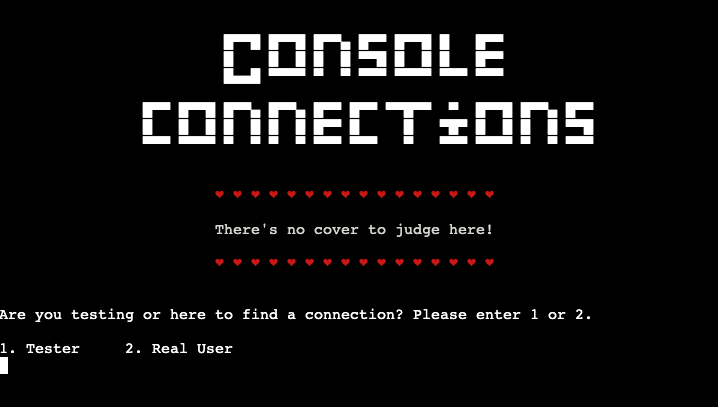 Console
connections
❤ ❤ ❤ ❤ ❤ ❤ ❤ ❤ ❤ ❤ ❤ ❤ ❤ ❤ ❤ ❤
There's no cover to judge here!
❤ ❤ ❤ ❤ ❤ ❤ ❤ ❤ ❤ ❤ ❤ ❤ ❤ ❤ ❤ ❤
Are you testing or here to find a connection? Please enter 1 or 2.
1. Tester     2. Real User